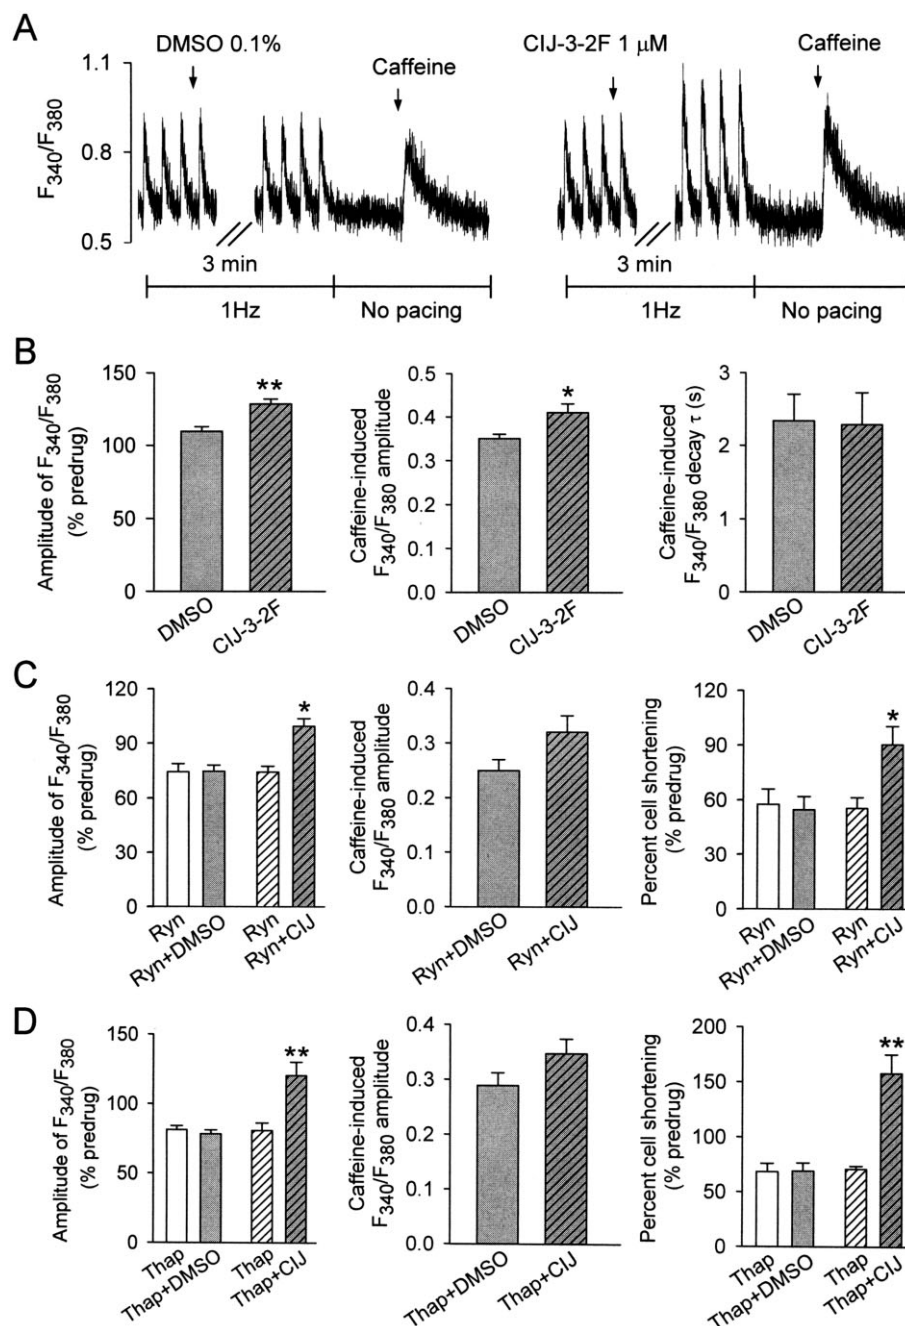 A
DMSO 0.1%
Caffeine
CIJ-3-2F 1 μM
Caffeine
F340/F380
1.1
0.8
0.5
3 min
1Hz
No pacing
3 min
1Hz
No pacing
B
Amplitude of F340/F380
(% predrug)
150
100
50
0
**
DMSO
CIJ-3-2F
Caffeine-induced
F340/F380 amplitude
0.5
0.4
0.3
0.2
0.1
0.0
*
DMSO
CIJ-3-2F
Caffeine-induced
F340/F380 decay τ (s)
3
2
1
0
DMSO
CIJ-3-2F
C
Amplitude of F340/F380
(% predrug)
120
90
60
30
0
*
Ryn
Ryn+DMSO
Ryn
Ryn+CIJ
Caffeine-induced
F340/F380 amplitude
0.4
0.3
0.2
0.1
0.0
Ryn+DMSO
Ryn+CIJ
Percent cell shortening
(% predrug)
120
90
60
30
0
*
Ryn
Ryn+DMSO
Ryn
Ryn+CIJ
D
Amplitude of F340/F380
(% predrug)
150
100
50
0
**
Thap
Thap+DMSO
Thap
Thap+CIJ
Caffeine-induced
F340/F380 amplitude
0.4
0.3
0.2
0.1
0.0
Thap+DMSO
Thap+CIJ
Percent cell shortening
(% predrug)
200
150
100
50
0
**
Thap
Thap+DMSO
Thap
Thap+CIJ